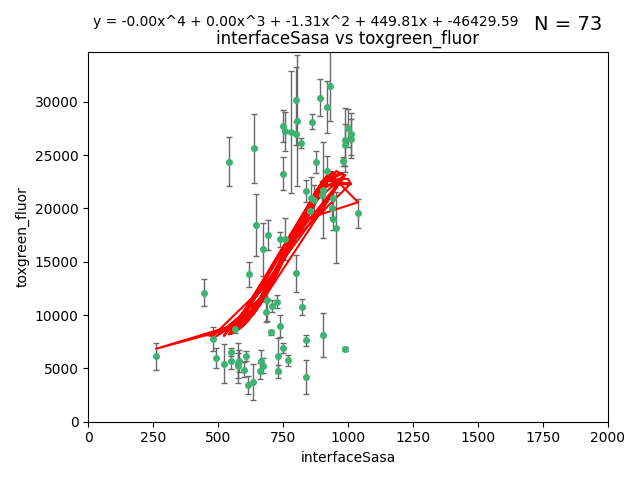 y = -0.00x^4 + 0.00x^3 + -1.31x^2 + 449.81x + -46429.59
N = 73
interfaceSasa vs toxgreen_fluor
30000
25000
20000
15000
10000
5000
0
toxgreen_fluor
0 250 500 750 1000 1250 1500 1750 2000
interfaceSasa